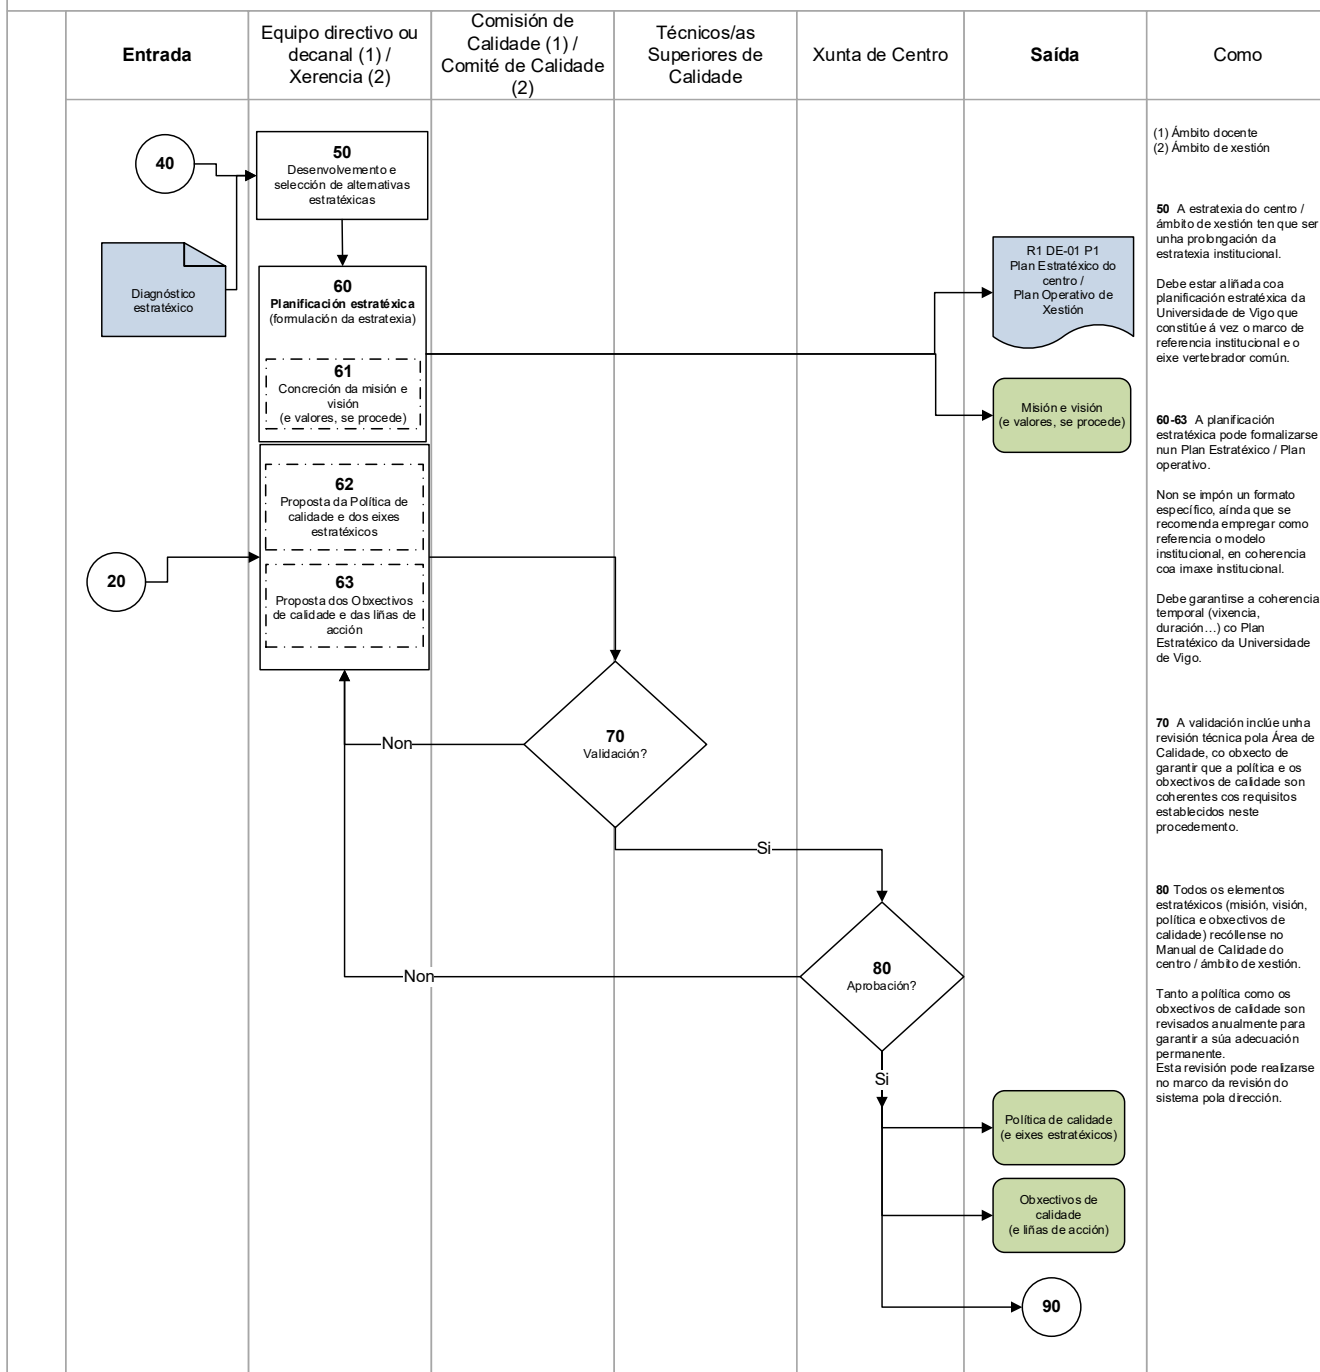 Entrada
Equipo directivo ou
decanal (1) /
Xerencia (2)
Comisión de
Calidade (1) /
Comité de Calidade
(2)
Técnicos/as
Superiores de
Calidade
Xunta de Centro
Saída
Como
40
Diagnóstico
estratéxico
50
Desenvolvemento e
selección de alternativas
estratéxicas
60
Planificación estratéxica
(formulación da estratexia)
61
Concreción da misión e
visión
(e valores, se procede)
62
Proposta da Política de
calidade e dos eixes
estratéxicos
63
Proposta dos Obxectivos
de calidade e das liñas de
acción
20
70
Validación?
Non
Si
80
Aprobación?
Non
Si
R1 DE-01 P1
Plan Estratéxico do
centro /
Plan Operativo de
Xestión
Misión e visión
(e valores, se procede)
Política de calidade
(e eixes estratéxicos)
Obxectivos de
calidade
(e liñas de acción)
90
(1) Ámbito docente
(2) Ámbito de xestión
50 A estratexia do centro /
ámbito de xestión ten que ser
unha prolongación da
estratexia institucional.
Debe estar aliñada coa
planificación estratéxica da
Universidade de Vigo que
constitúe á vez o marco de
referencia institucional e o
eixe vertebrador común.
60-63 A planificación
estratéxica pode formalizarse
nun Plan Estratéxico / Plan
operativo.
Non se impón un formato
específico, aínda que se
recomenda empregar como
referencia o modelo
institucional, en coherencia
coa imaxe institucional.
Debe garantirse a coherencia
temporal (vixencia,
duración...) co Plan
Estratéxico da Universidade
de Vigo.
70 A validación inclúe unha
revisión técnica pola Área de
Calidade, co obxecto de
garantir que a política e os
obxectivos de calidade son
coherentes cos requisitos
establecidos neste
procedemento.
80 Todos os elementos
estratéxicos (misión, visión,
política e obxectivos de
calidade) recóllense no
Manual de Calidade do
centro / ámbito de xestión.
Tanto a política como os
obxectivos de calidade son
revisados anualmente para
garantir a súa adecuación
permanente.
Esta revisión pode realizarse
no marco da revisión do
sistema pola dirección.